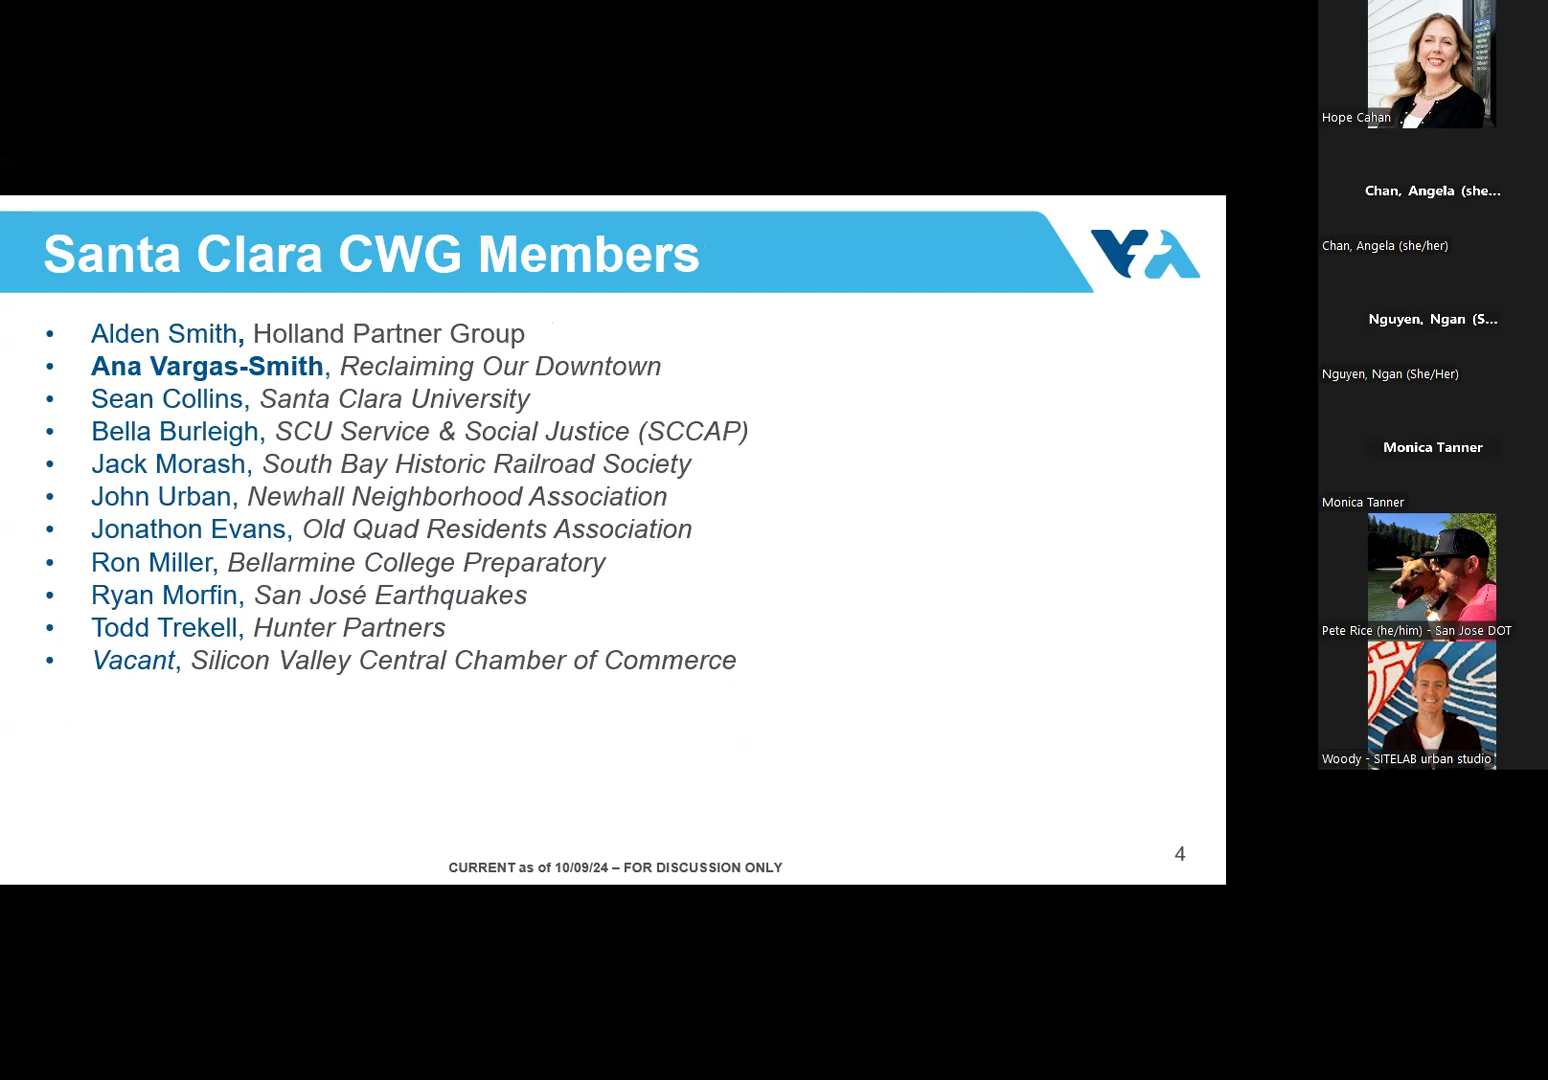 Santa Clara CWG Members
VTA
• Alden Smith, Holland Partner Group
• Ana Vargas-Smith, Reclaiming Our Downtown
• Sean Collins, Santa Clara University
• Bella Burleigh, SCU Service & Social Justice (SCCAP)
• Jack Morash, South Bay Historic Railroad Society
• John Urban, Newhall Neighborhood Association
• Jonathon Evans, Old Quad Residents Association
• Ron Miller, Bellarmine College Preparatory
• Ryan Morfin, San José Earthquakes
• Todd Trekell, Hunter Partners
• Vacant, Silicon Valley Central Chamber of Commerce
CURRENT as of 10/09/24 – FOR DISCUSSION ONLY
4
Hope Cahan
Chan, Angela (she...
Chan, Angela (she/her)
Nguyen, Ngan (S...
Nguyen, Ngan (She/Her)
Monica Tanner
Monica Tanner
Pete Rice (he/him) - San Jose DOT
Woody - SITELAB urban studio